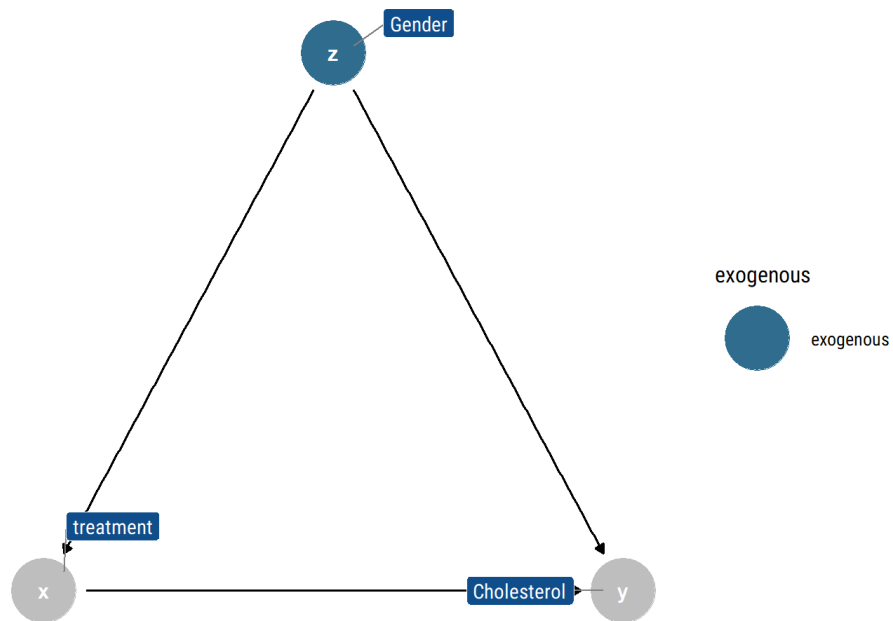 Gender
z
exogenous
exogenous
treatment
x
Cholesterol
y